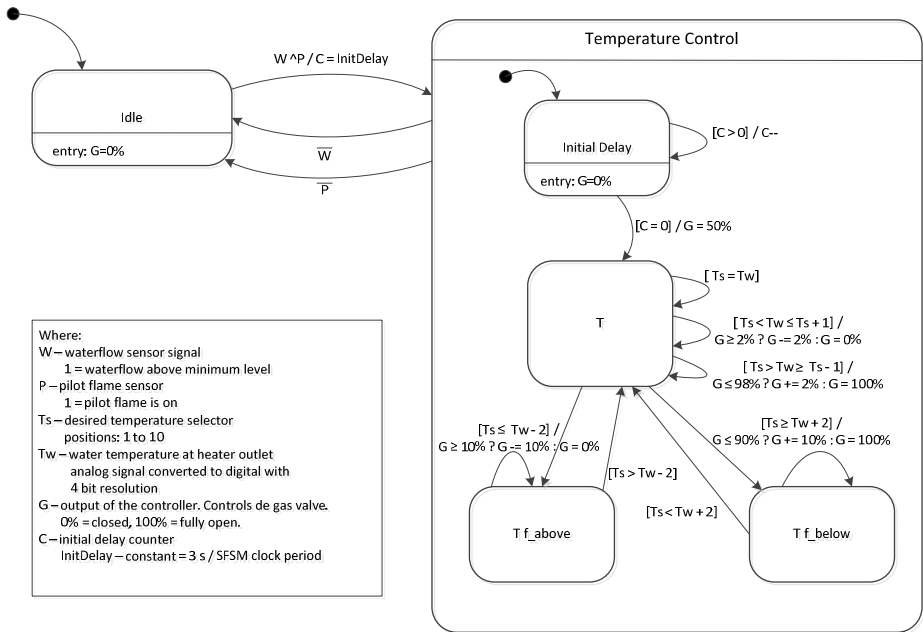 Temperature Control
W ^P / C = InitDelay
Idle
entry: G=0%
W
P
Initial Delay
entry: G=0%
[C > 0] / C--
[C = 0] / G = 50%
T
[ Ts = Tw]
[Ts < Tw ≤ Ts + 1] /
G ≥ 2% ? G -= 2% : G = 0%
[Ts > Tw ≥ Ts - 1] /
G ≤ 98% ? G += 2% : G = 100%
[Ts ≤ Tw - 2] /
G ≥ 10% ? G -= 10% : G = 0%
[Ts ≥ Tw + 2] /
G ≤ 90% ? G += 10% : G = 100%
[Ts > Tw - 2]
[Ts < Tw + 2]
T f_above
T f_below
Where:
W – waterflow sensor signal
1 = waterflow above minimum level
P – pilot flame sensor
1 = pilot flame is on
Ts – desired temperature selector
positions: 1 to 10
Tw – water temperature at heater outlet
analog signal converted to digital with
4 bit resolution
G – output of the controller. Controls de gas valve.
0% = closed, 100% = fully open.
C – initial delay counter
InitDelay – constant = 3 s / SFSM clock period